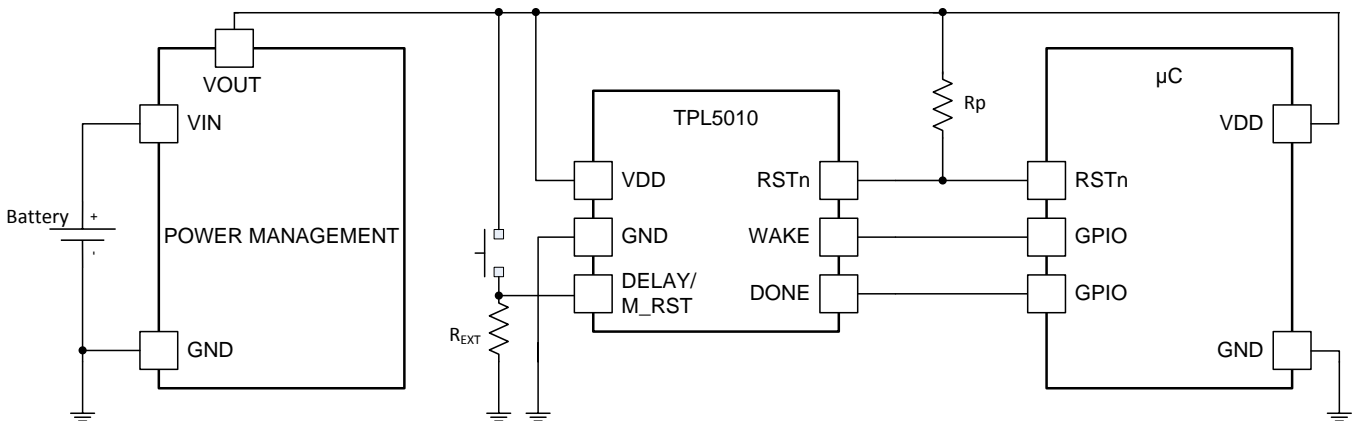 VOUT
VIN
Battery
+
-
POWER MANAGEMENT
GND
R_EXT
TPL5010
VDD
GND
DELAY/
M_RST
RSTn
WAKE
DONE
Rp
µC
VDD
RSTn
GPIO
GPIO
GND